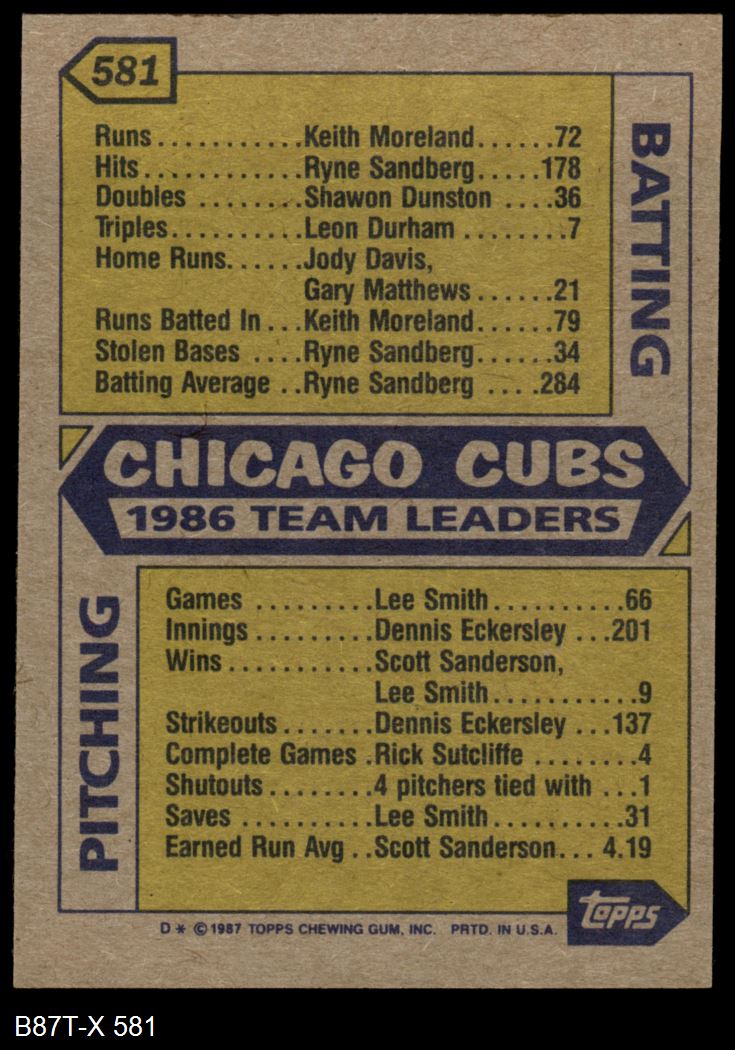 581
BATTING
Runs...........Keith Moreland......72
Hits............Ryne Sandberg.....178
Doubles ........Shawon Dunston ....36
Triples..........Leon Durham ........7
Home Runs......Jody Davis,
Gary Matthews......21
Runs Batted In...Keith Moreland......79
Stolen Bases ....Ryne Sandberg......34
Batting Average ..Ryne Sandberg ....284
CHICAGO CUBS
1986 TEAM LEADERS
PITCHING
Games .........Lee Smith..........66
Innings.........Dennis Eckersley ...201
Wins...........Scott Sanderson,
Lee Smith...........9
Strikeouts.......Dennis Eckersley ...137
Complete Games .Rick Sutcliffe ........4
Shutouts........4 pitchers tied with ...1
Saves ..........Lee Smith..........31
Earned Run Avg ..Scott Sanderson... 4.19
topps
D * © 1987 TOPPS CHEWING GUM, INC. PRTD. IN U.S.A.
B87T-X 581